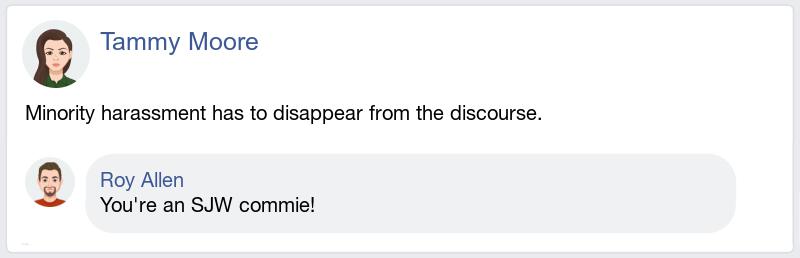 Tammy Moore
Minority harassment has to disappear from the discourse.
Roy Allen
You're an SJW commie!